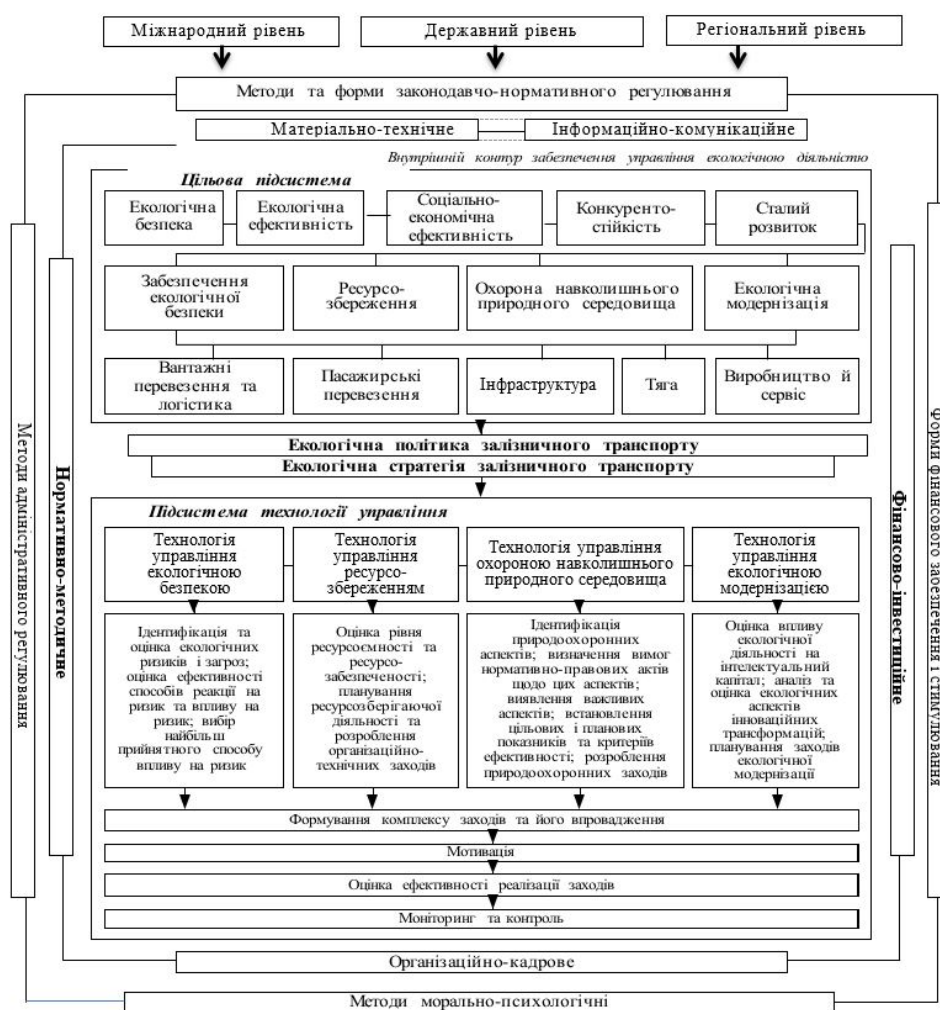 Міжнародний рівень
Державний рівень
Регіональний рівень
Методи та форми законодавчо-нормативного регулювання
Матеріально-технічне
Інформаційно-комунікаційне
Внутрішній контур забезпечення управління екологічною діяльністю
Цільова підсистема
Екологічна
безпека
Екологічна
ефективність
Соціально-
економічна
ефективність
Конкуренто-
стійкість
Сталий
розвиток
Забезпечення
екологічної
безпеки
Ресурсо-
збереження
Охорона навколишнього
природного середовища
Екологічна
модернізація
Вантажні
перевезення та
логістика
Пасажирські
перевезення
Інфраструктура
Тяга
Виробництво й
сервіс
Екологічна політика залізничного транспорту
Екологічна стратегія залізничного транспорту
Підсистема технології управління
Технологія
управління
екологічною
безпекою
Технологія
управління
ресурсо-
збереженням
Технологія управління
охороною навколишнього
природного середовища
Технологія
управління
екологічною
модернізацією
Ідентифікація та
оцінка екологічних
ризиків і загроз;
оцінка ефективності
способів реакції на
ризик та впливу на
ризик; вибір
найбільш
прийнятного способу
впливу на ризик
Оцінка рівня
ресурсоємності та
ресурсо-
забезпеченості;
планування
ресурсозберігаючої
діяльності та
розроблення
організаційно-
технічних заходів
Ідентифікація
природоохоронних
аспектів; визначення вимог
нормативно-правових актів
щодо цих аспектів;
виявлення важливих
аспектів; встановлення
цільових і планових
показників та критеріїв
ефективності; розроблення
природоохоронних заходів
Оцінка впливу
екологічної
діяльності на
інтелектуальний
капітал; аналіз та
оцінка екологічних
аспектів
інноваційних
трансформацій;
планування заходів
екологічної
модернізації
Формування комплексу заходів та його впровадження
Мотивація
Оцінка ефективності реалізації заходів
Моніторинг та контроль
Організаційно-кадрове
Методи морально-психологічні
Методи адміністративного регулювання
Нормативно-методичне
Фінансово-інвестиційне
Форми фінансового забезпечення і стимулювання